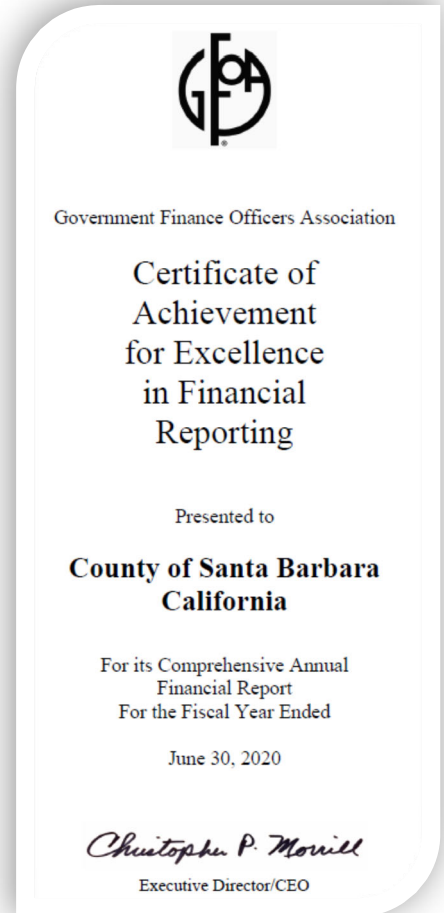 GFOA
®
Government Finance Officers Association
Certificate of
Achievement
for Excellence
in Financial
Reporting
Presented to
County of Santa Barbara
California
For its Comprehensive Annual
Financial Report
For the Fiscal Year Ended
June 30, 2020
Christopher P. Morrill
Executive Director/CEO